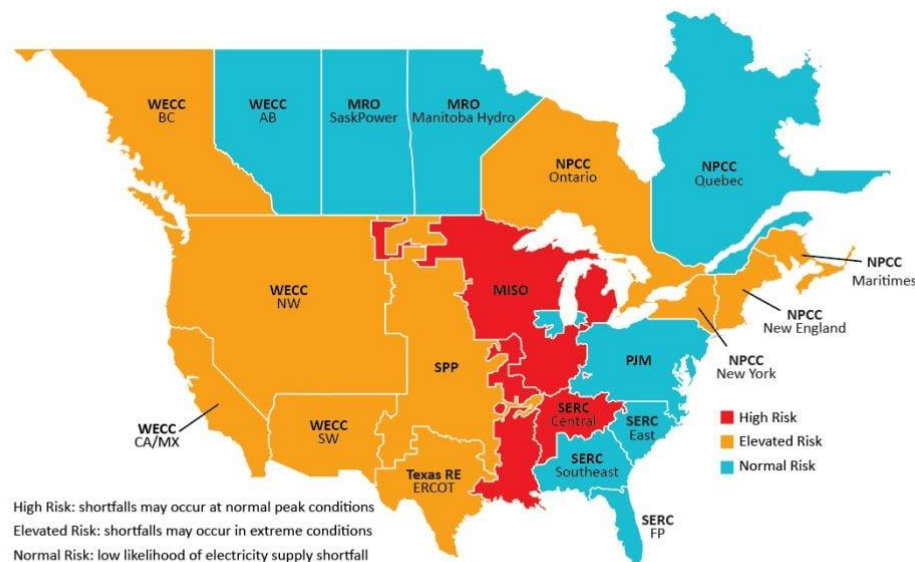 WECC
BC
WECC
AB
MRO
SaskPower
MRO
Manitoba Hydro
NPCC
Ontario
NPCC
Quebec
NPCC
Maritimes
NPCC
New England
NPCC
New York
WECC
NW
MISO
SPP
PJM
WECC
CA/MX
WECC
SW
SERC
Central
SERC
East
SERC
Southeast
Texas RE
ERCOT
SERC
FP
High Risk
Elevated Risk
Normal Risk
High Risk: shortfalls may occur at normal peak conditions
Elevated Risk: shortfalls may occur in extreme conditions
Normal Risk: low likelihood of electricity supply shortfall